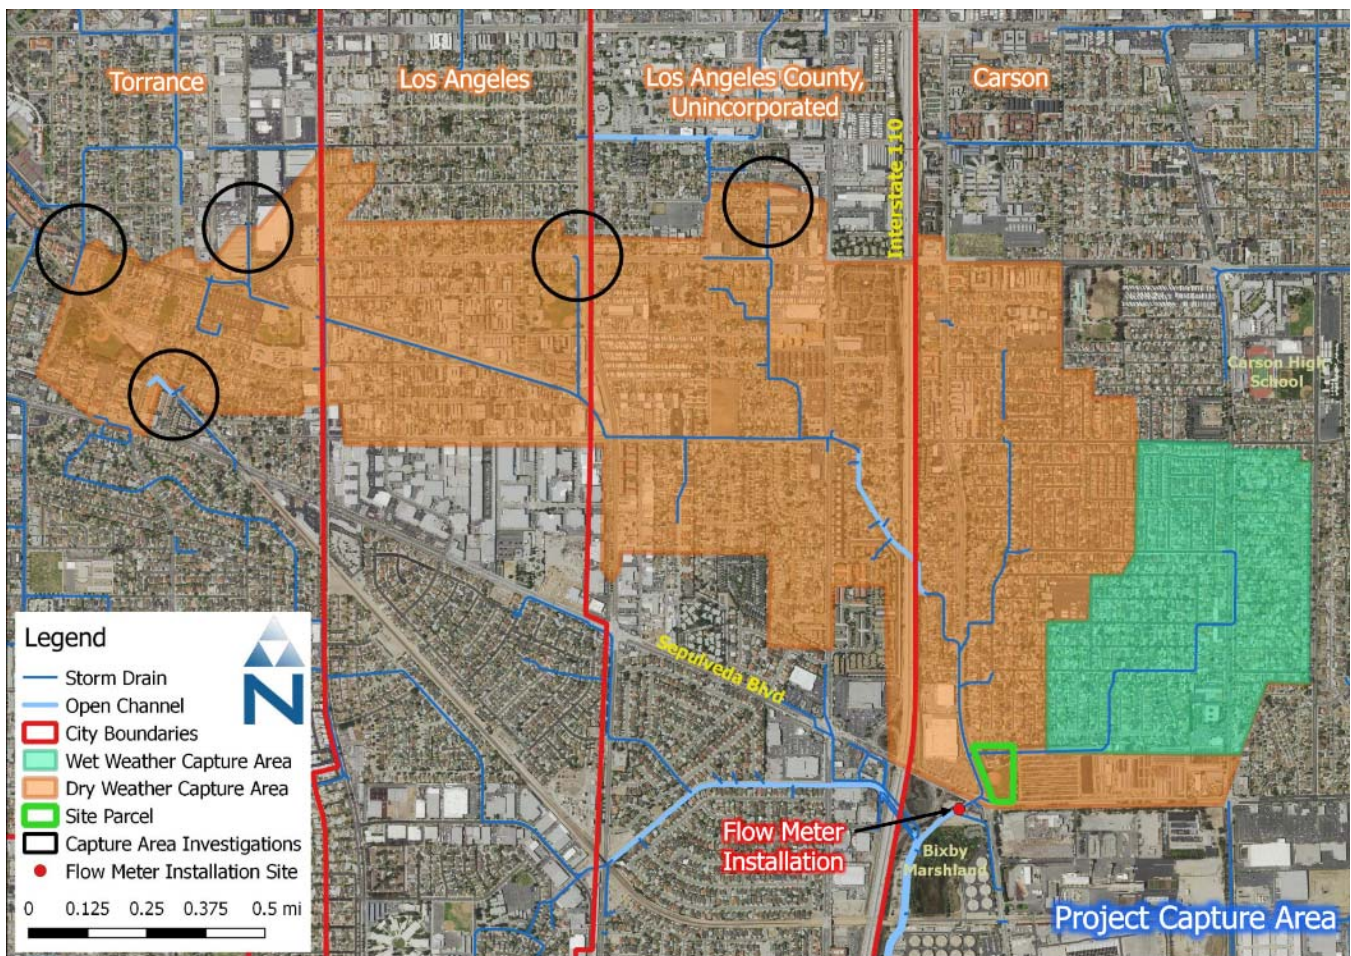 Torrance
Los Angeles
Los Angeles County,
Unincorporated
Carson
Interstate 110
Carson High
School
Sepulveda Blvd
Legend
N
Storm Drain
Open Channel
City Boundaries
Wet Weather Capture Area
Dry Weather Capture Area
Site Parcel
Capture Area Investigations
Flow Meter Installation Site
0 0.125 0.25 0.375 0.5 mi
Flow Meter
Installation
Bixby
Marshland
Project Capture Area